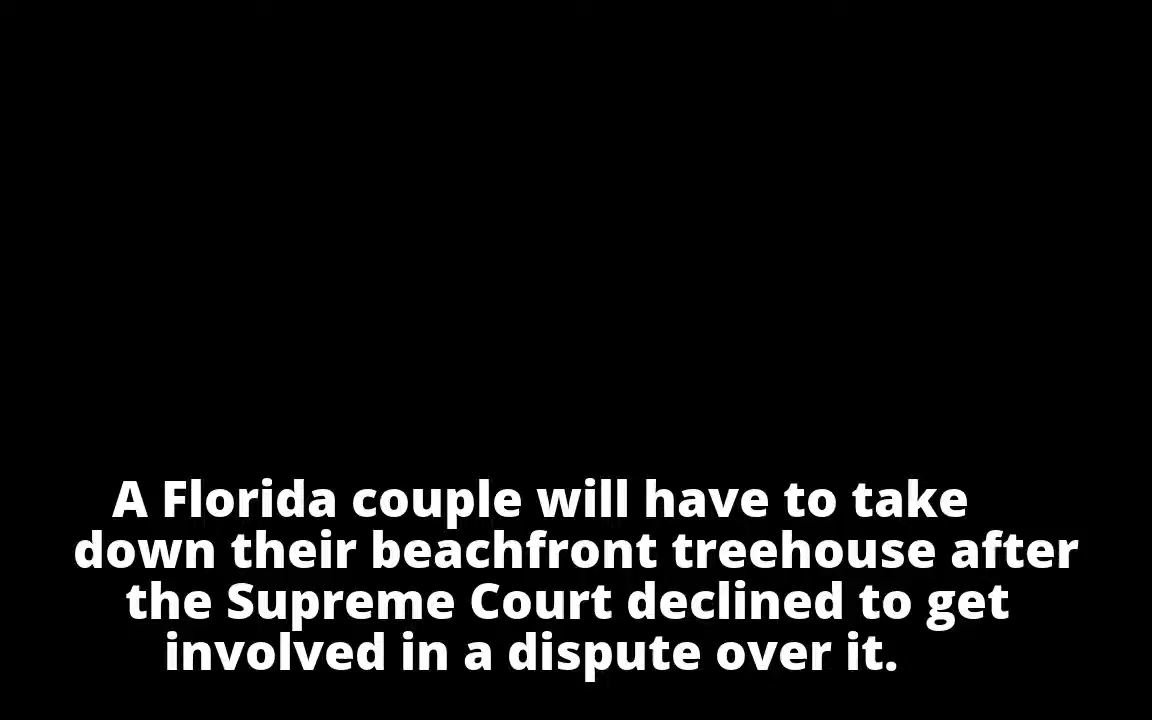 A Florida couple will have to take
down their beachfront treehouse after
the Supreme Court declined to get
involved in a dispute over it.